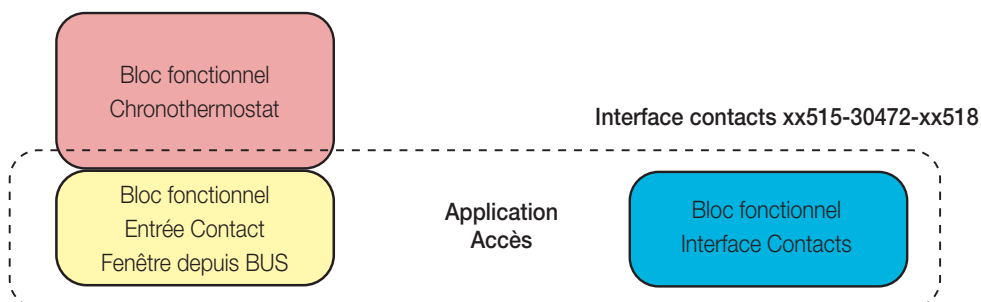 Bloc fonctionnel
Chronothermostat
Interface contacts xx515-30472-xx518
Bloc fonctionnel
Entrée Contact
Fenêtre depuis BUS
Application
Accès
Bloc fonctionnel
Interface Contacts